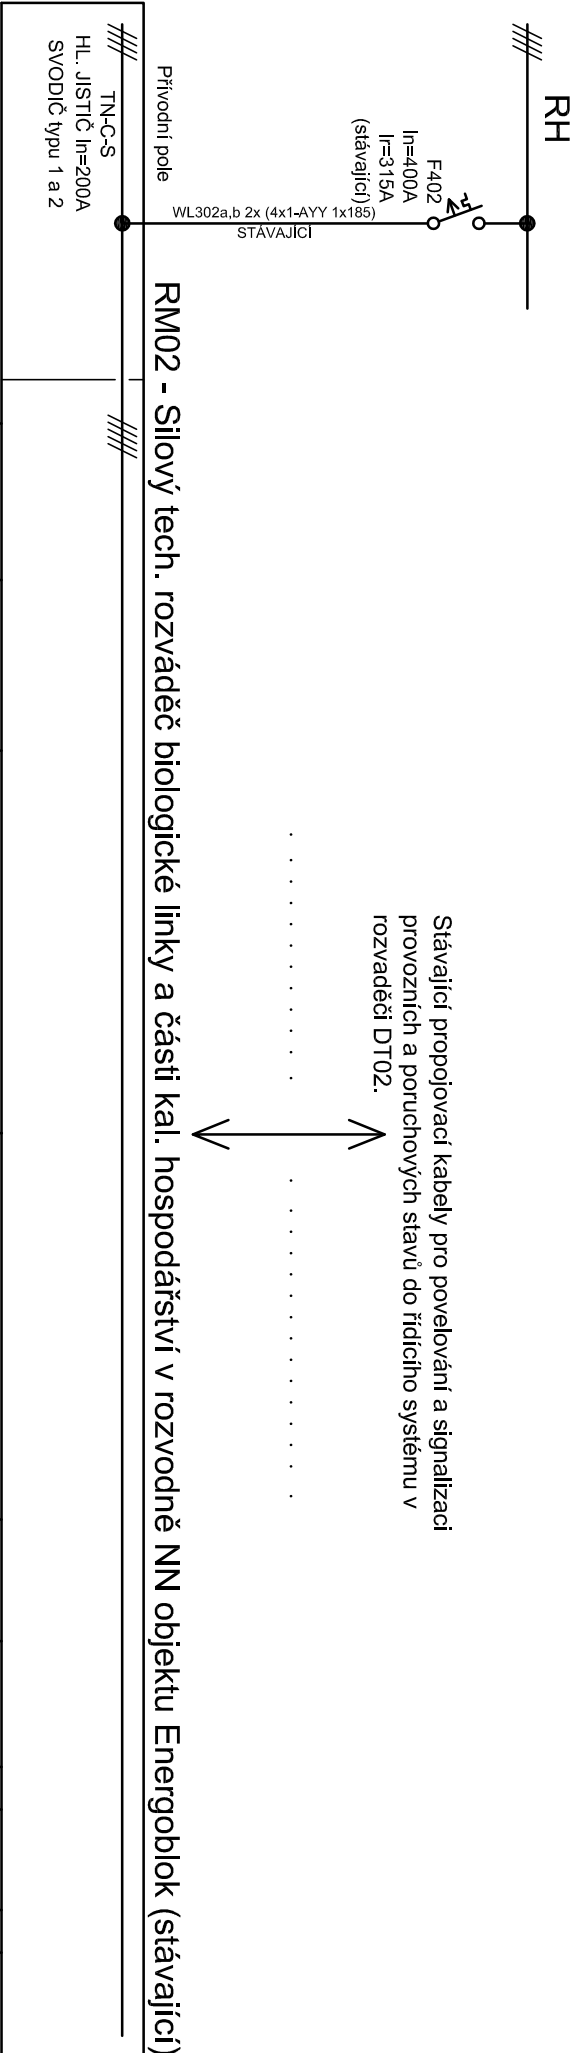 RH
F402
In=400A
Ir=315A
(stávající)
WL302a,b 2x (4x1-AYY 1x185)
STÁVAJÍCÍ
Přívodní pole
TN-C-S
HL. JISTIČ In=200A
SVODIČ typu 1 a 2
Stávající propojovací kabely pro povelování a signalizaci
provozních a poruchových stavů do řídícího systému v
rozvaděči DT02.
RM02 - Silový tech. rozváděč biologické linky a části kal. hospodářství v rozvodně NN objektu Energoblok (stávající)